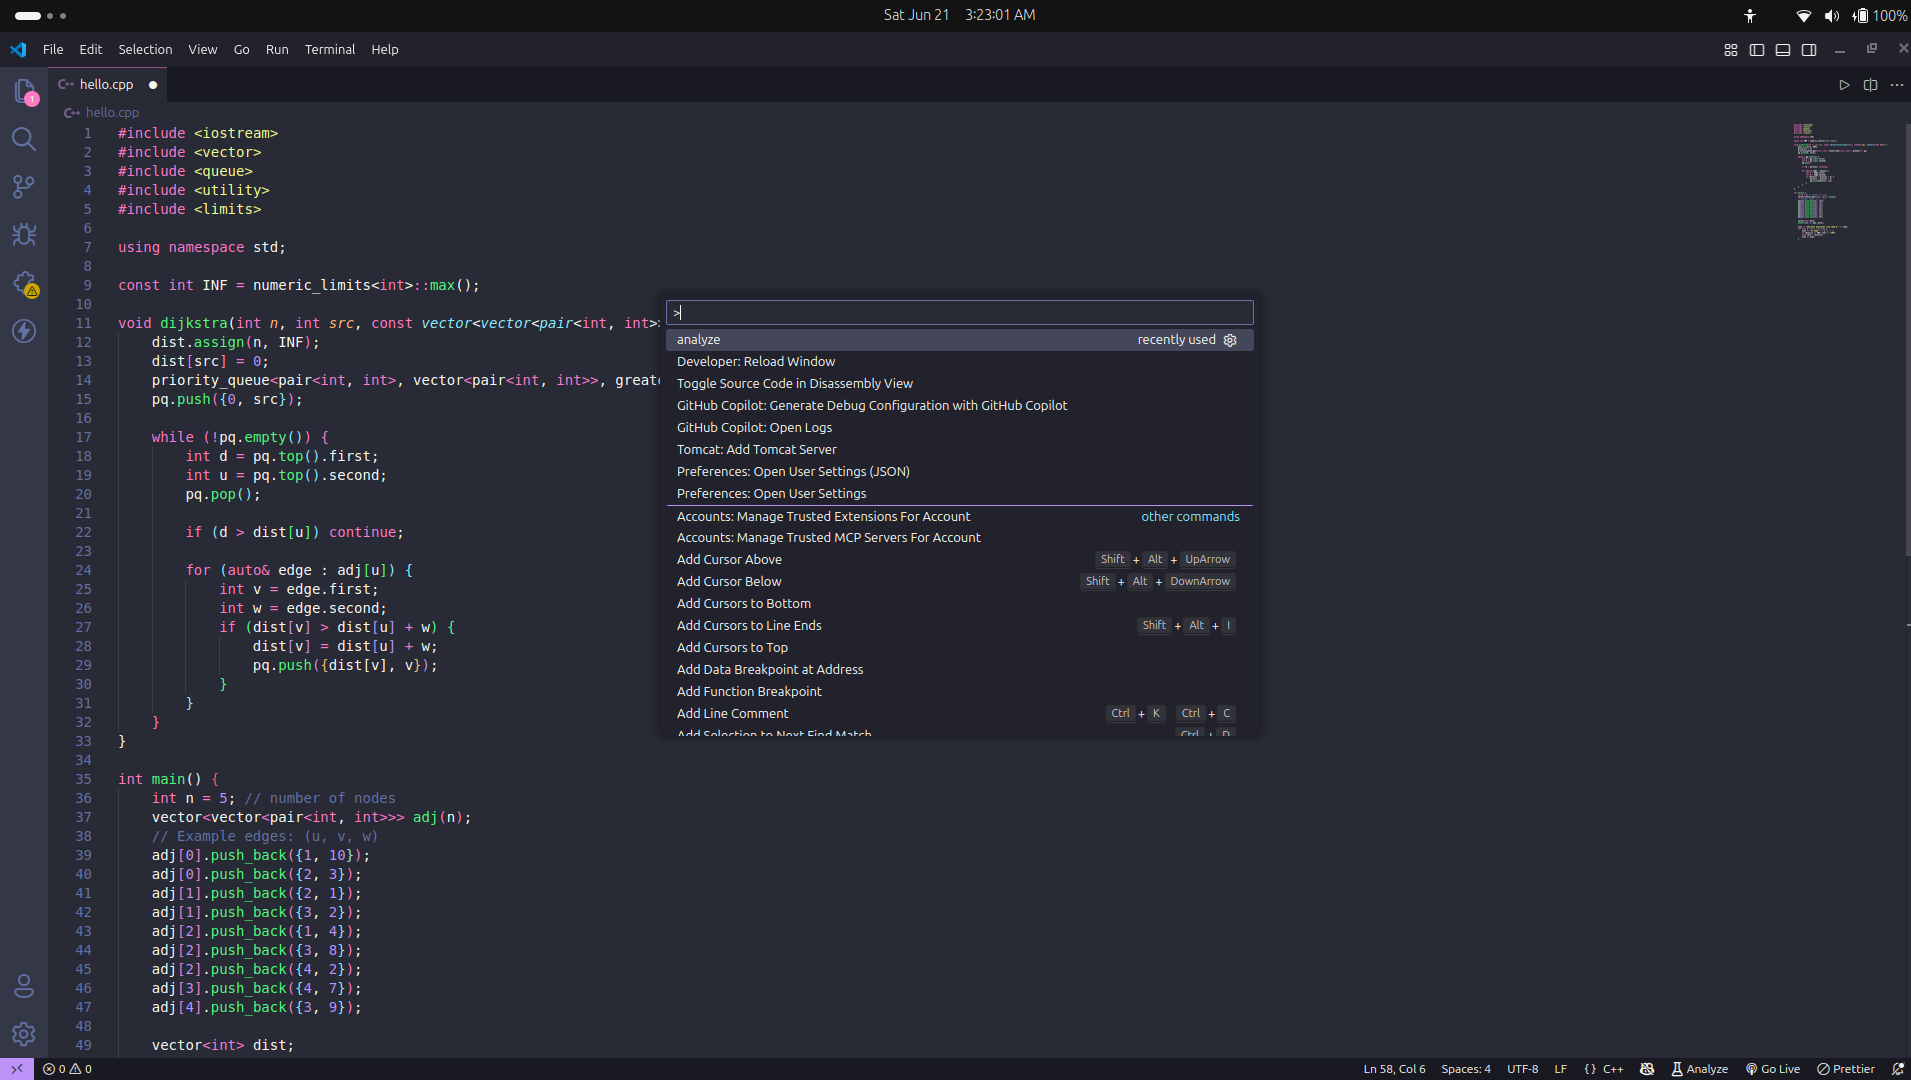 Sat Jun 21 3:23:01 AM
100%
File Edit Selection View Go Run Terminal Help
1
C++ hello.cpp
C++ hello.cpp
1 #include <iostream>
2 #include <vector>
3 #include <queue>
4 #include <utility>
5 #include <limits>
6
7 using namespace std;
8
9 const int INF = numeric_limits<int>::max();
10
11 void dijkstra(int n, int src, const vector<vector<pair<int, int>
12 dist.assign(n, INF);
13 dist[src] = 0;
14 priority_queue<pair<int, int>, vector<pair<int, int>>,
15 pq.push({0, src});
16
17 while (!pq.empty()) {
18 int d = pq.top().first;
19 int u = pq.top().second;
20 pq.pop();
21
22 if (d > dist[u]) continue;
23
24 for (auto& edge : adj[u]) {
25 int v = edge.first;
26 int w = edge.second;
27 if (dist[v] > dist[u] + w) {
28 dist[v] = dist[u] + w;
29 pq.push({dist[v], v});
30 }
31 }
32 }
33 }
34
35 int main() {
36 int n = 5; // number of nodes
37 vector<vector<pair<int, int>>> adj(n);
38 // Example edges: (u, v, w)
39 adj[0].push_back({1, 10});
40 adj[0].push_back({2, 3});
41 adj[1].push_back({2, 1});
42 adj[1].push_back({3, 2});
43 adj[2].push_back({1, 4});
44 adj[2].push_back({3, 8});
45 adj[2].push_back({4, 2});
46 adj[3].push_back({4, 7});
47 adj[4].push_back({3, 9});
48
49 vector<int> dist;
>
analyze recently used
Developer: Reload Window
Toggle Source Code in Disassembly View
GitHub Copilot: Generate Debug Configuration with GitHub Copilot
GitHub Copilot: Open Logs
Tomcat: Add Tomcat Server
Preferences: Open User Settings (JSON)
Preferences: Open User Settings
Accounts: Manage Trusted Extensions For Account other commands
Accounts: Manage Trusted MCP Servers For Account
Add Cursor Above Shift + Alt + UpArrow
Add Cursor Below Shift + Alt + DownArrow
Add Cursors to Bottom
Add Cursors to Line Ends Shift + Alt + I
Add Cursors to Top
Add Data Breakpoint at Address
Add Function Breakpoint
Add Line Comment Ctrl + K Ctrl + C
Add Selection to Next Find Match Ctrl + D
0 0
Ln 58, Col 6 Spaces: 4 UTF-8 LF {} C++ Analyze Go Live Prettier